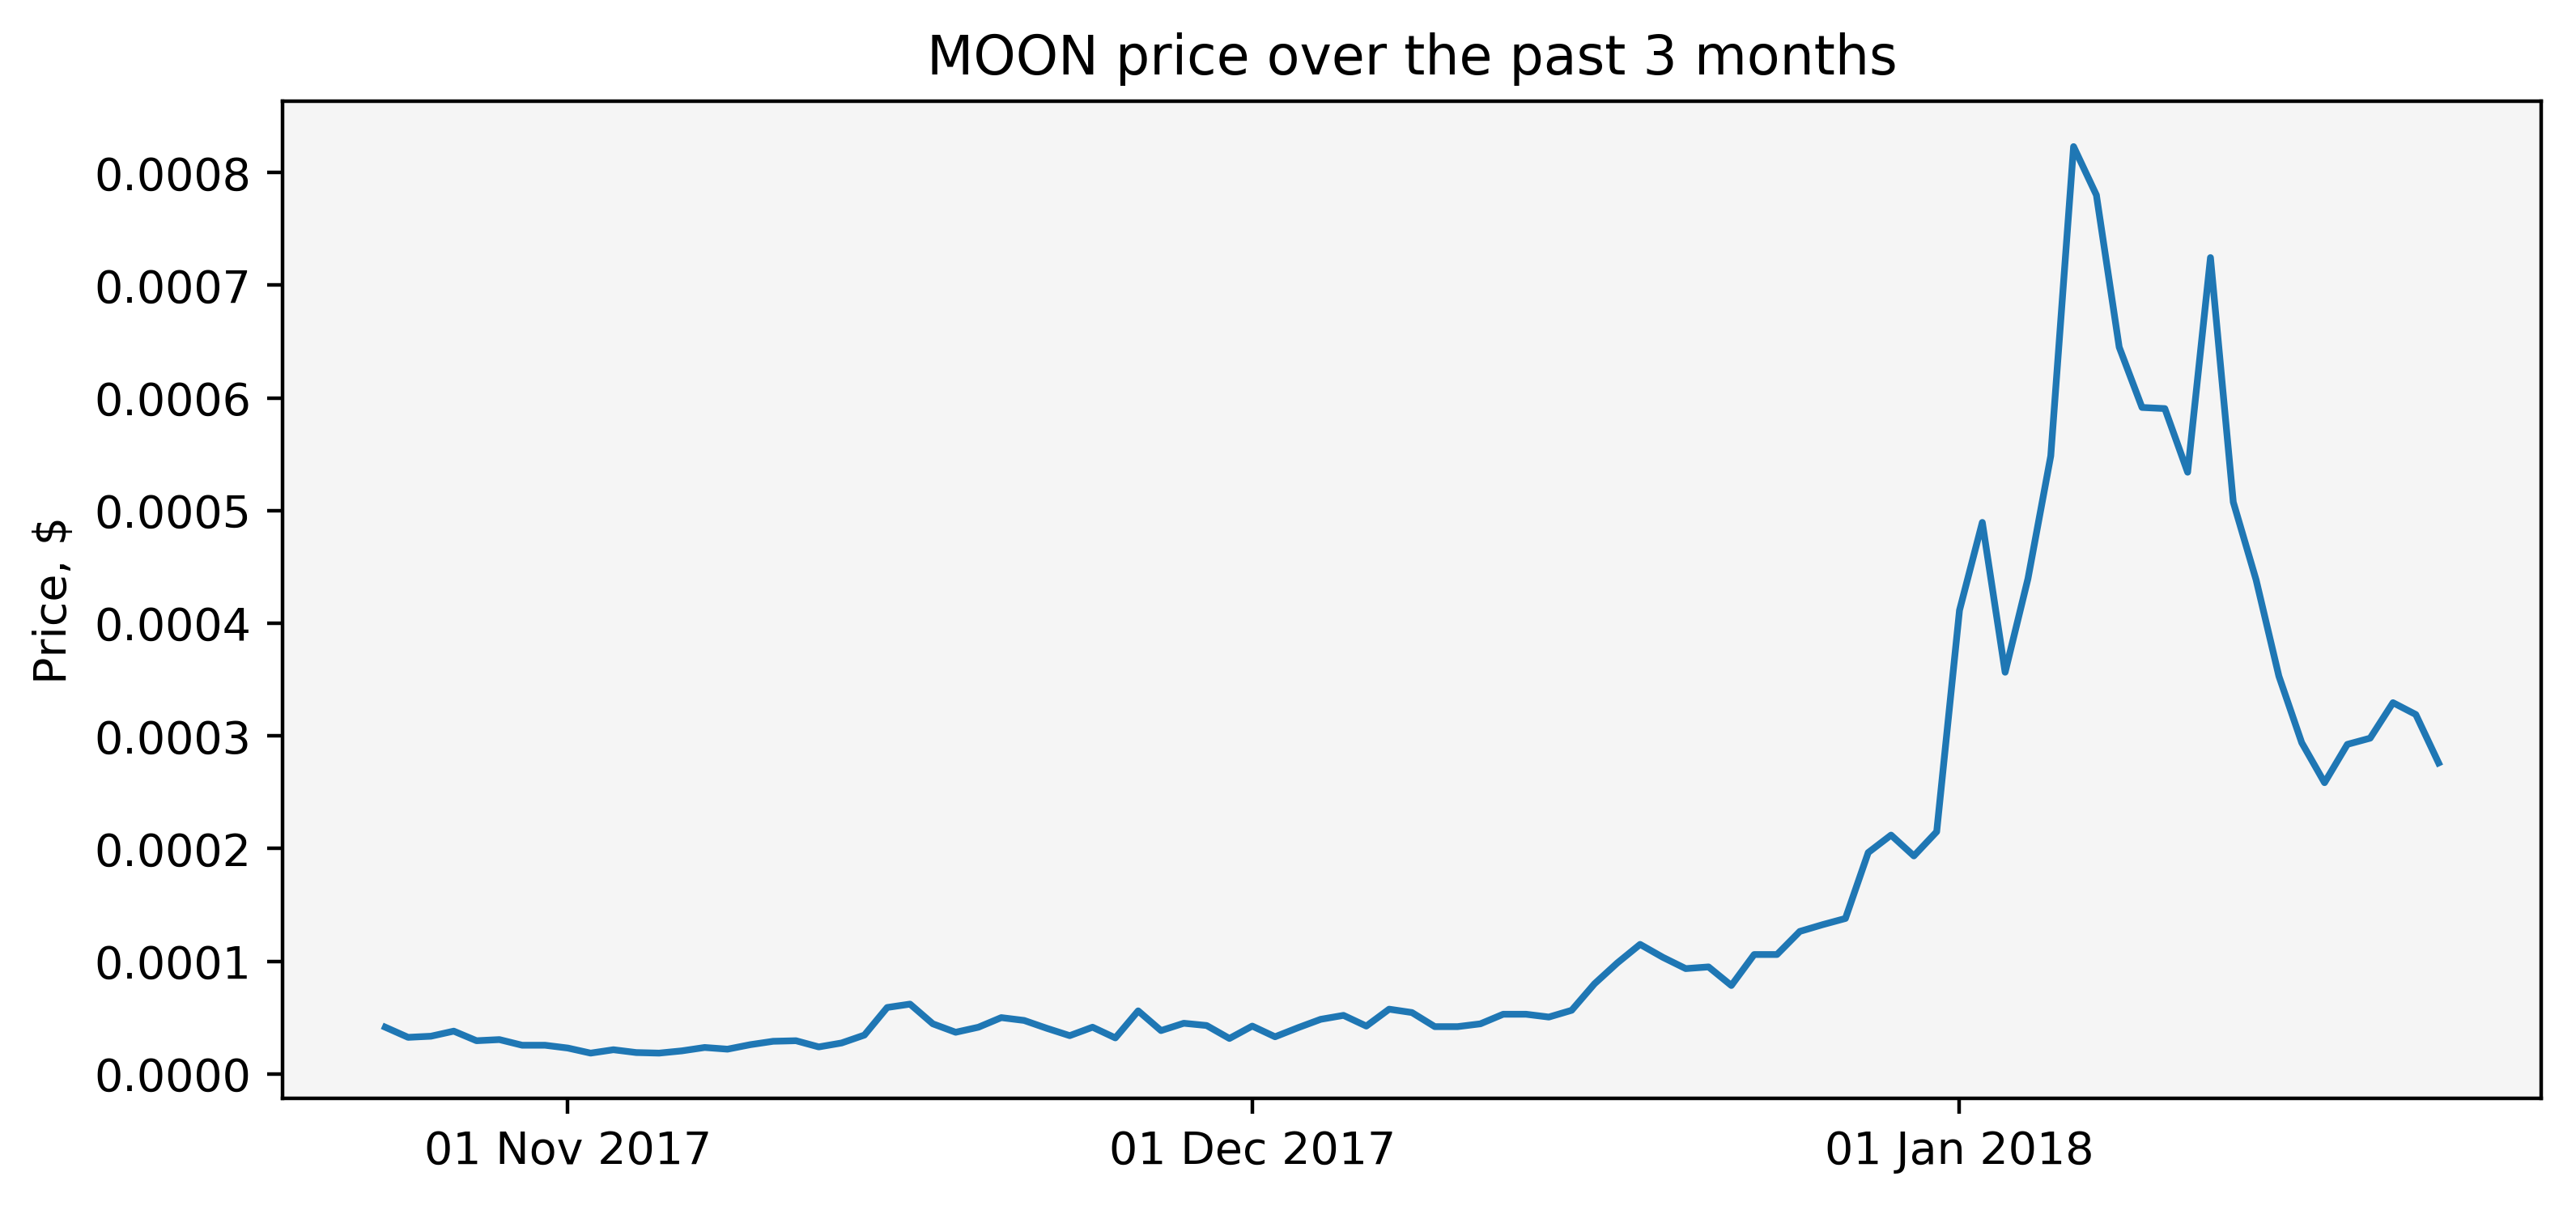 MOON price over the past 3 months
Price, $
0.0008
0.0007
0.0006
0.0005
0.0004
0.0003
0.0002
0.0001
0.0000
01 Nov 2017
01 Dec 2017
01 Jan 2018